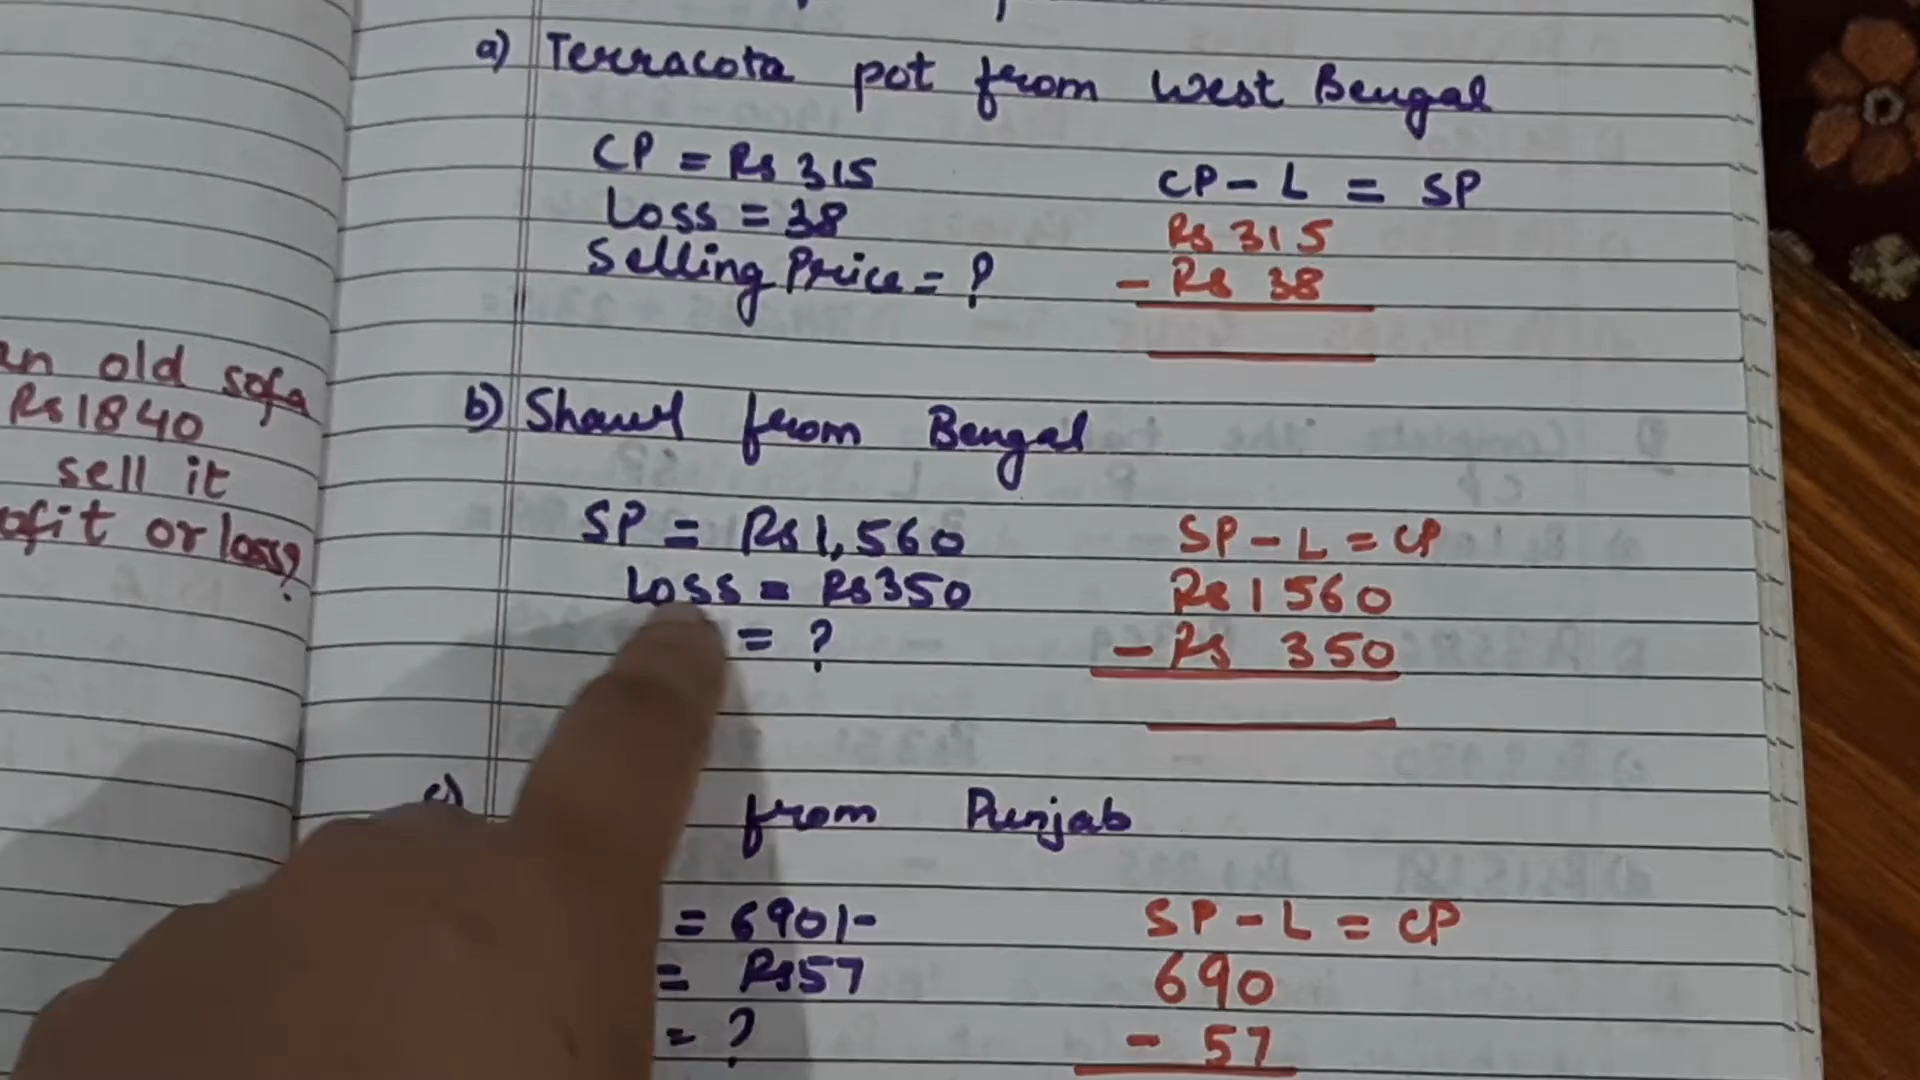 an old sofa
Rs 1840
sell it
ofit or loss?
a) Terracota pot from West Bengal
CP = Rs 315
Loss = 38
Selling Price = ?
CP - L = SP
Rs 315
- Rs 38
b) Shawl from Bengal
SP = Rs 1,560
Loss = Rs 350
= ?
SP - L = CP
Rs 1560
- Rs 350
c) from Punjab
= 690/-
= Rs 57
= ?
SP - L = CP
690
- 57